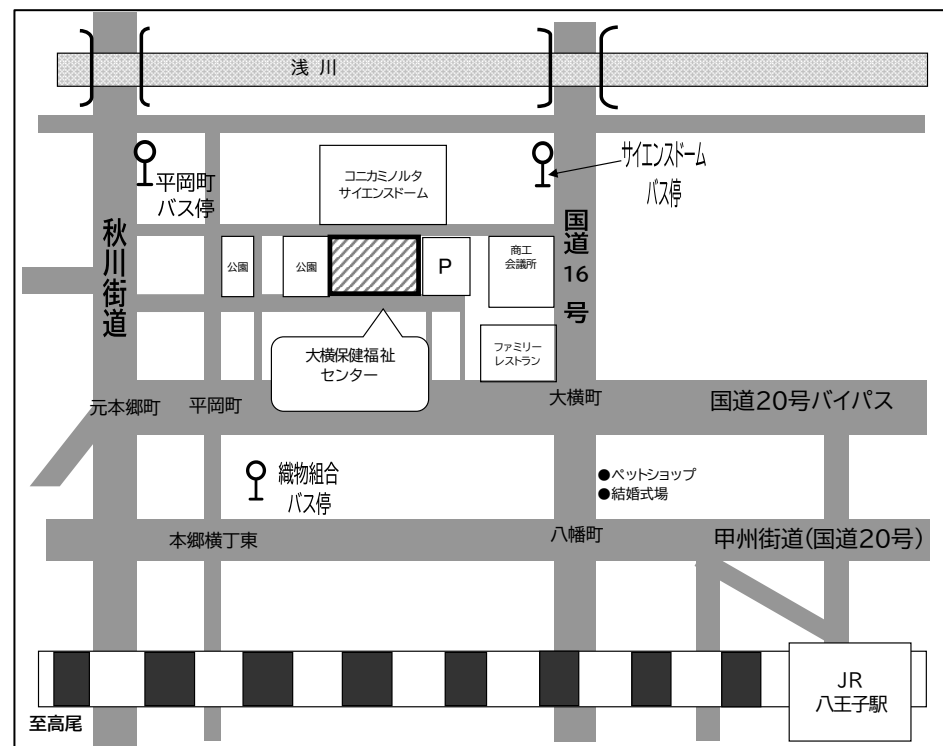 浅 川
平岡町
バス停
コニカミノルタ
サイエンスドーム
サイエンスドーム
バス停
秋川街道
国道16号
公園
公園
P
商工
会議所
大横保健福祉
センター
ファミリー
レストラン
元本郷町
平岡町
大横町
国道20号バイパス
織物組合
バス停
●ペットショップ
●結婚式場
本郷横丁東
八幡町
甲州街道(国道20号)
JR
八王子駅
至高尾